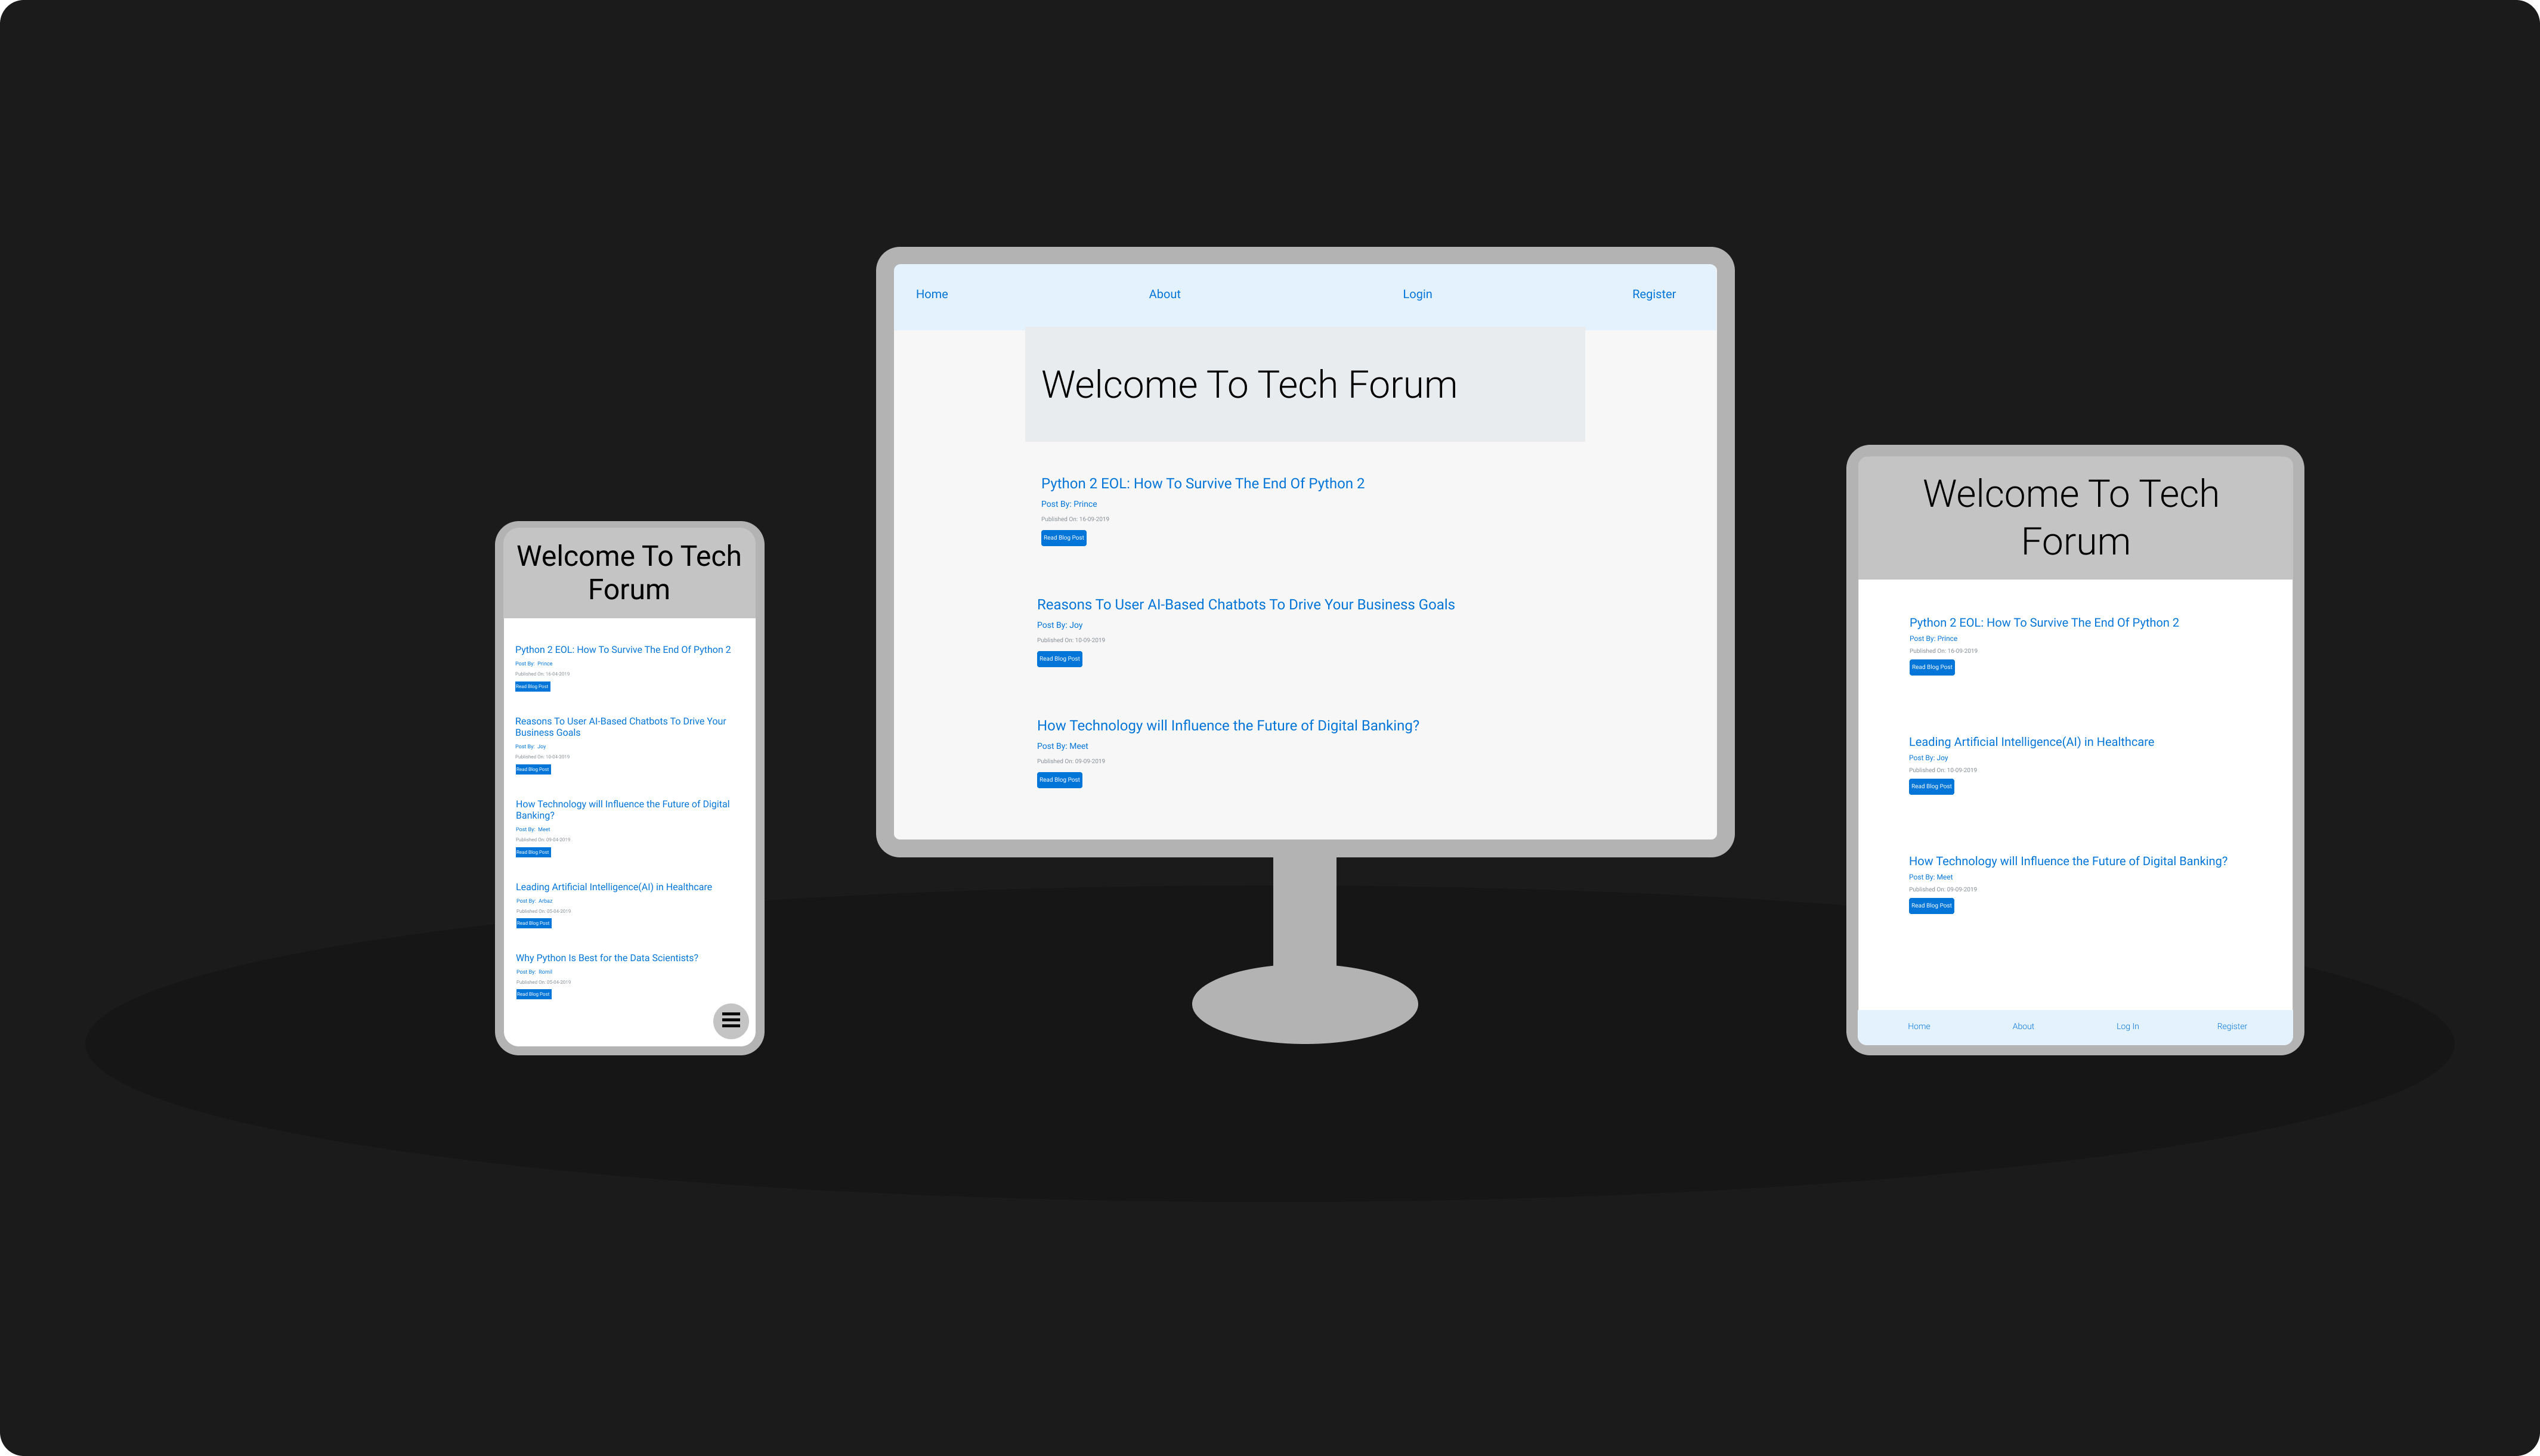 Welcome To Tech
Forum
Python 2 EOL: How To Survive The End Of Python 2
Post By: Prince
Published On: 16-04-2019
Read Blog Post
Reasons To User AI-Based Chatbots To Drive Your
Business Goals
Post By: Joy
Published On: 10-04-2019
Read Blog Post
How Technology will Influence the Future of Digital
Banking?
Post By: Meet
Published On: 09-04-2019
Read Blog Post
Leading Artificial Intelligence(AI) in Healthcare
Post By: Arbaz
Published On: 05-04-2019
Read Blog Post
Why Python Is Best for the Data Scientists?
Post By: Romil
Published On: 05-04-2019
Read Blog Post
Home About Login Register
Welcome To Tech Forum
Python 2 EOL: How To Survive The End Of Python 2
Post By: Prince
Published On: 16-09-2019
Read Blog Post
Reasons To User AI-Based Chatbots To Drive Your Business Goals
Post By: Joy
Published On: 10-09-2019
Read Blog Post
How Technology will Influence the Future of Digital Banking?
Post By: Meet
Published On: 09-09-2019
Read Blog Post
Welcome To Tech
Forum
Python 2 EOL: How To Survive The End Of Python 2
Post By: Prince
Published On: 16-09-2019
Read Blog Post
Leading Artificial Intelligence(AI) in Healthcare
Post By: Joy
Published On: 10-09-2019
Read Blog Post
How Technology will Influence the Future of Digital Banking?
Post By: Meet
Published On: 09-09-2019
Read Blog Post
Home About Log In Register